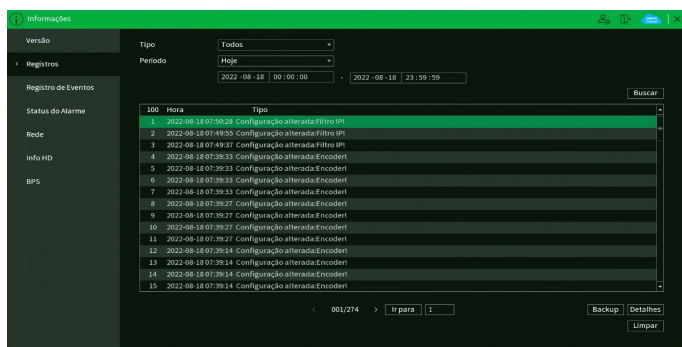 Informações
Versão
Registros
Registro de Eventos
Status do Alarme
Rede
Info HD
BPS
Tipo Todos
Período Hoje
2022 -08 -18 00 : 00 : 00 - 2022 -08 -18 23 : 59 : 59
Buscar
100 Hora Tipo
1 2022-08-18 07:50:28 Configuração alterada:Filtro IP!
2 2022-08-18 07:49:55 Configuração alterada:Filtro IP!
3 2022-08-18 07:49:37 Configuração alterada:Filtro IP!
4 2022-08-18 07:39:33 Configuração alterada:Encoder!
5 2022-08-18 07:39:33 Configuração alterada:Encoder!
6 2022-08-18 07:39:33 Configuração alterada:Encoder!
7 2022-08-18 07:39:33 Configuração alterada:Encoder!
8 2022-08-18 07:39:27 Configuração alterada:Encoder!
9 2022-08-18 07:39:27 Configuração alterada:Encoder!
10 2022-08-18 07:39:27 Configuração alterada:Encoder!
11 2022-08-18 07:39:27 Configuração alterada:Encoder!
12 2022-08-18 07:39:14 Configuração alterada:Encoder!
13 2022-08-18 07:39:14 Configuração alterada:Encoder!
14 2022-08-18 07:39:14 Configuração alterada:Encoder!
15 2022-08-18 07:39:14 Configuração alterada:Encoder!
< 001/274 > Ir para 1
Backup Detalhes
Limpar